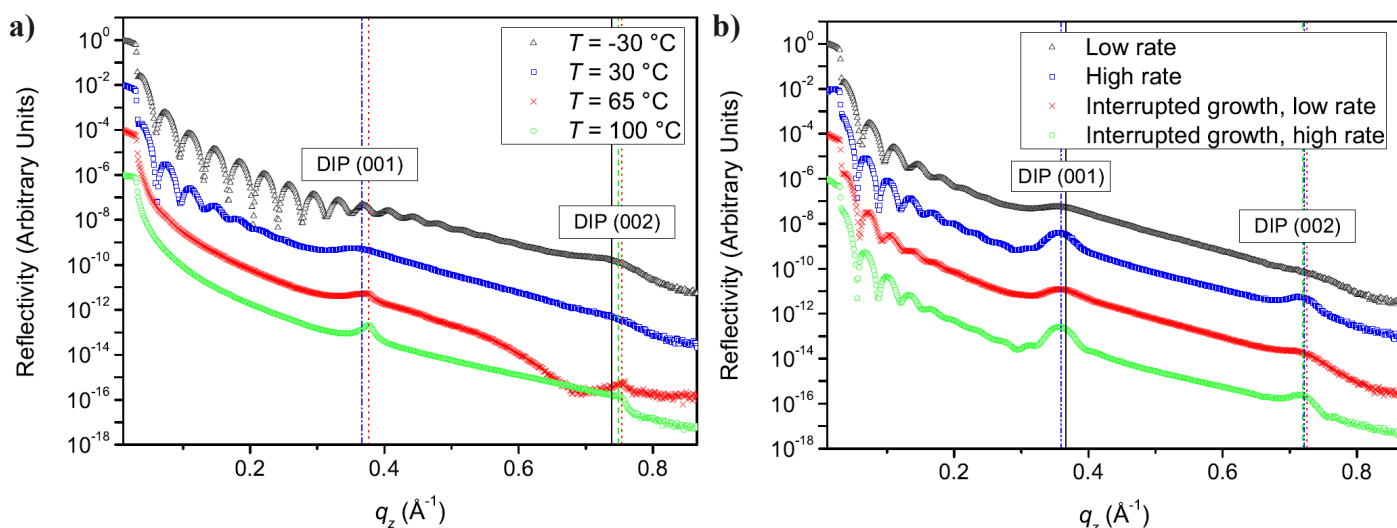 a)
Reflectivity (Arbitrary Units)
10⁰
10⁻²
10⁻⁴
10⁻⁶
10⁻⁸
10⁻¹⁰
10⁻¹²
10⁻¹⁴
10⁻¹⁶
10⁻¹⁸
T = -30 °C
T = 30 °C
T = 65 °C
T = 100 °C
DIP (001)
DIP (002)
0.2 0.4 0.6 0.8
q_z (Å⁻¹)
b)
Reflectivity (Arbitrary Units)
10⁰
10⁻²
10⁻⁴
10⁻⁶
10⁻⁸
10⁻¹⁰
10⁻¹²
10⁻¹⁴
10⁻¹⁶
10⁻¹⁸
Low rate
High rate
Interrupted growth, low rate
Interrupted growth, high rate
DIP (001)
DIP (002)
0.2 0.4 0.6 0.8
q_z (Å⁻¹)